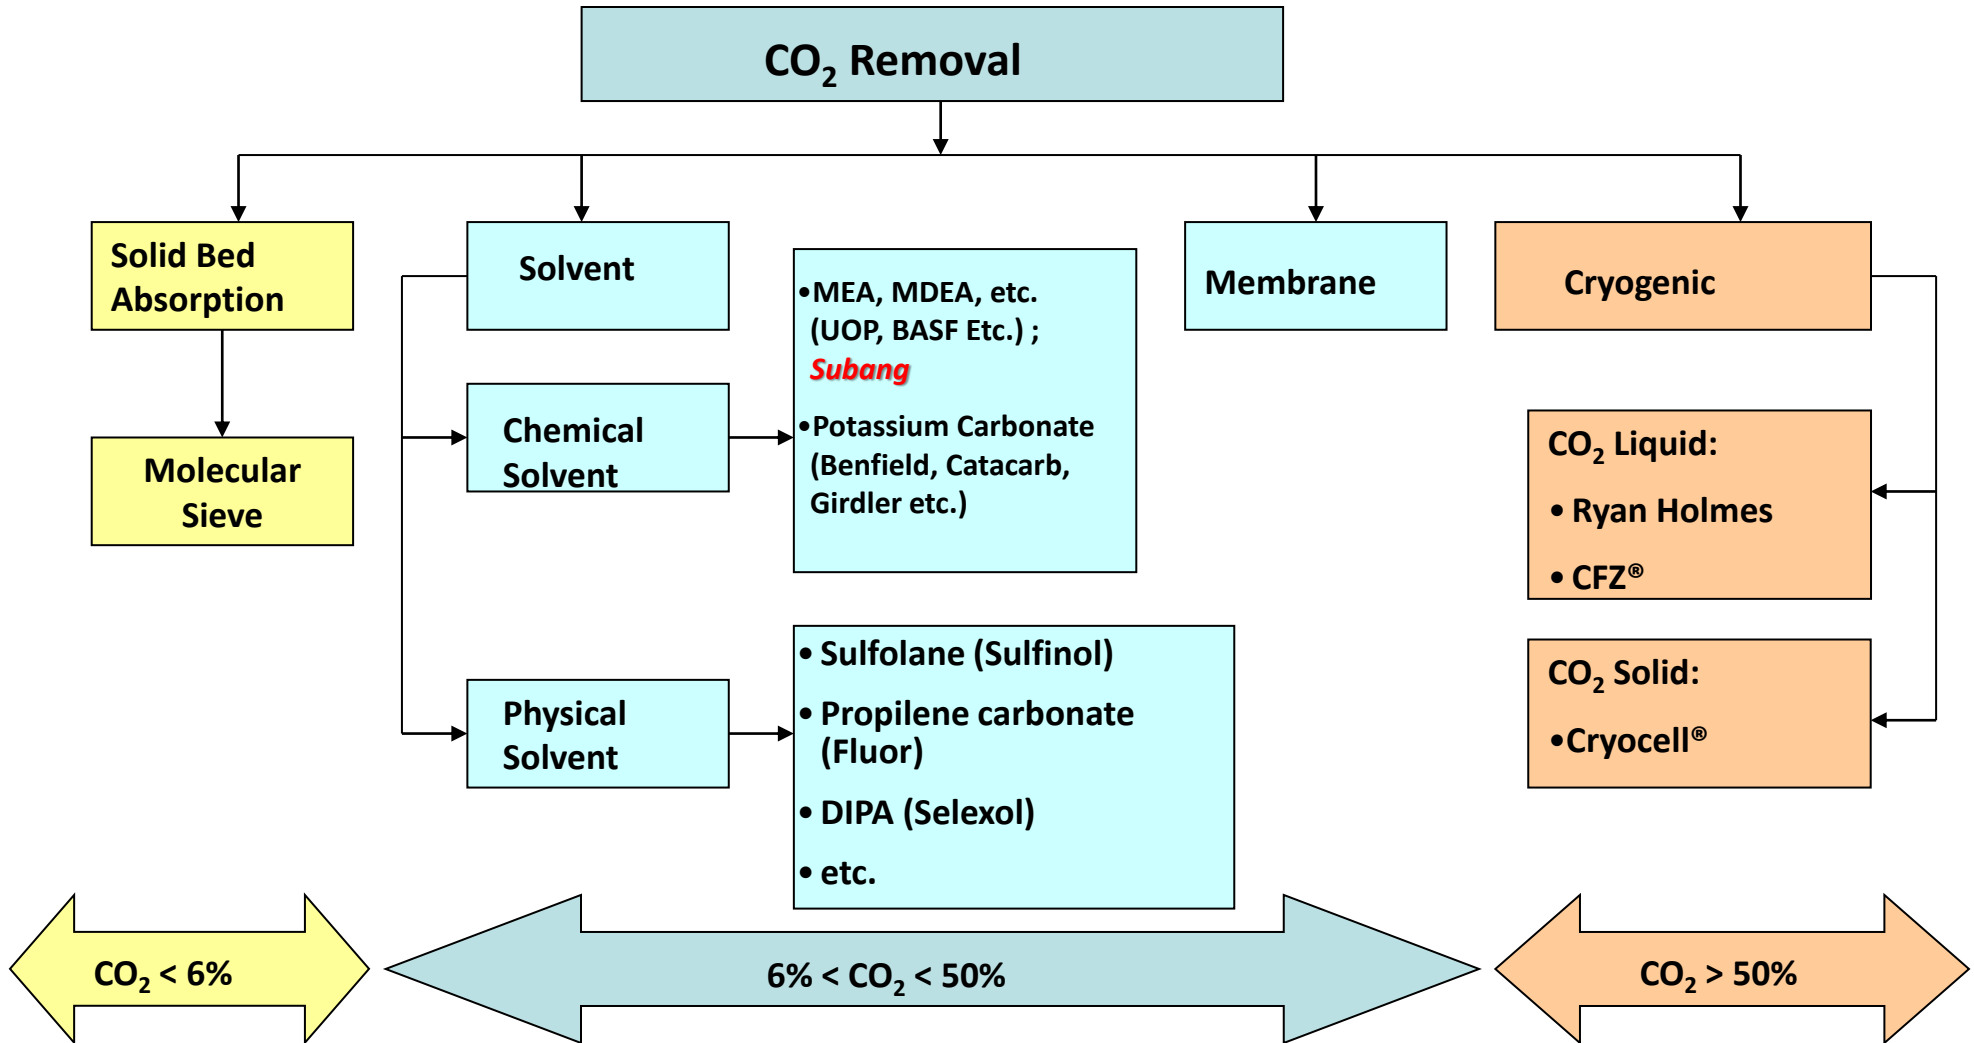 CO₂ Removal
Solid Bed
Absorption
Molecular
Sieve
Solvent
Chemical
Solvent
Physical
Solvent
•MEA, MDEA, etc.
(UOP, BASF Etc.) ;
Subang
•Potassium Carbonate
(Benfield, Catacarb,
Girdler etc.)
• Sulfolane (Sulfinol)
• Propilene carbonate
(Fluor)
• DIPA (Selexol)
• etc.
Membrane
Cryogenic
CO₂ Liquid:
• Ryan Holmes
• CFZ®
CO₂ Solid:
•Cryocell®
CO₂ < 6%
6% < CO₂ < 50%
CO₂ > 50%